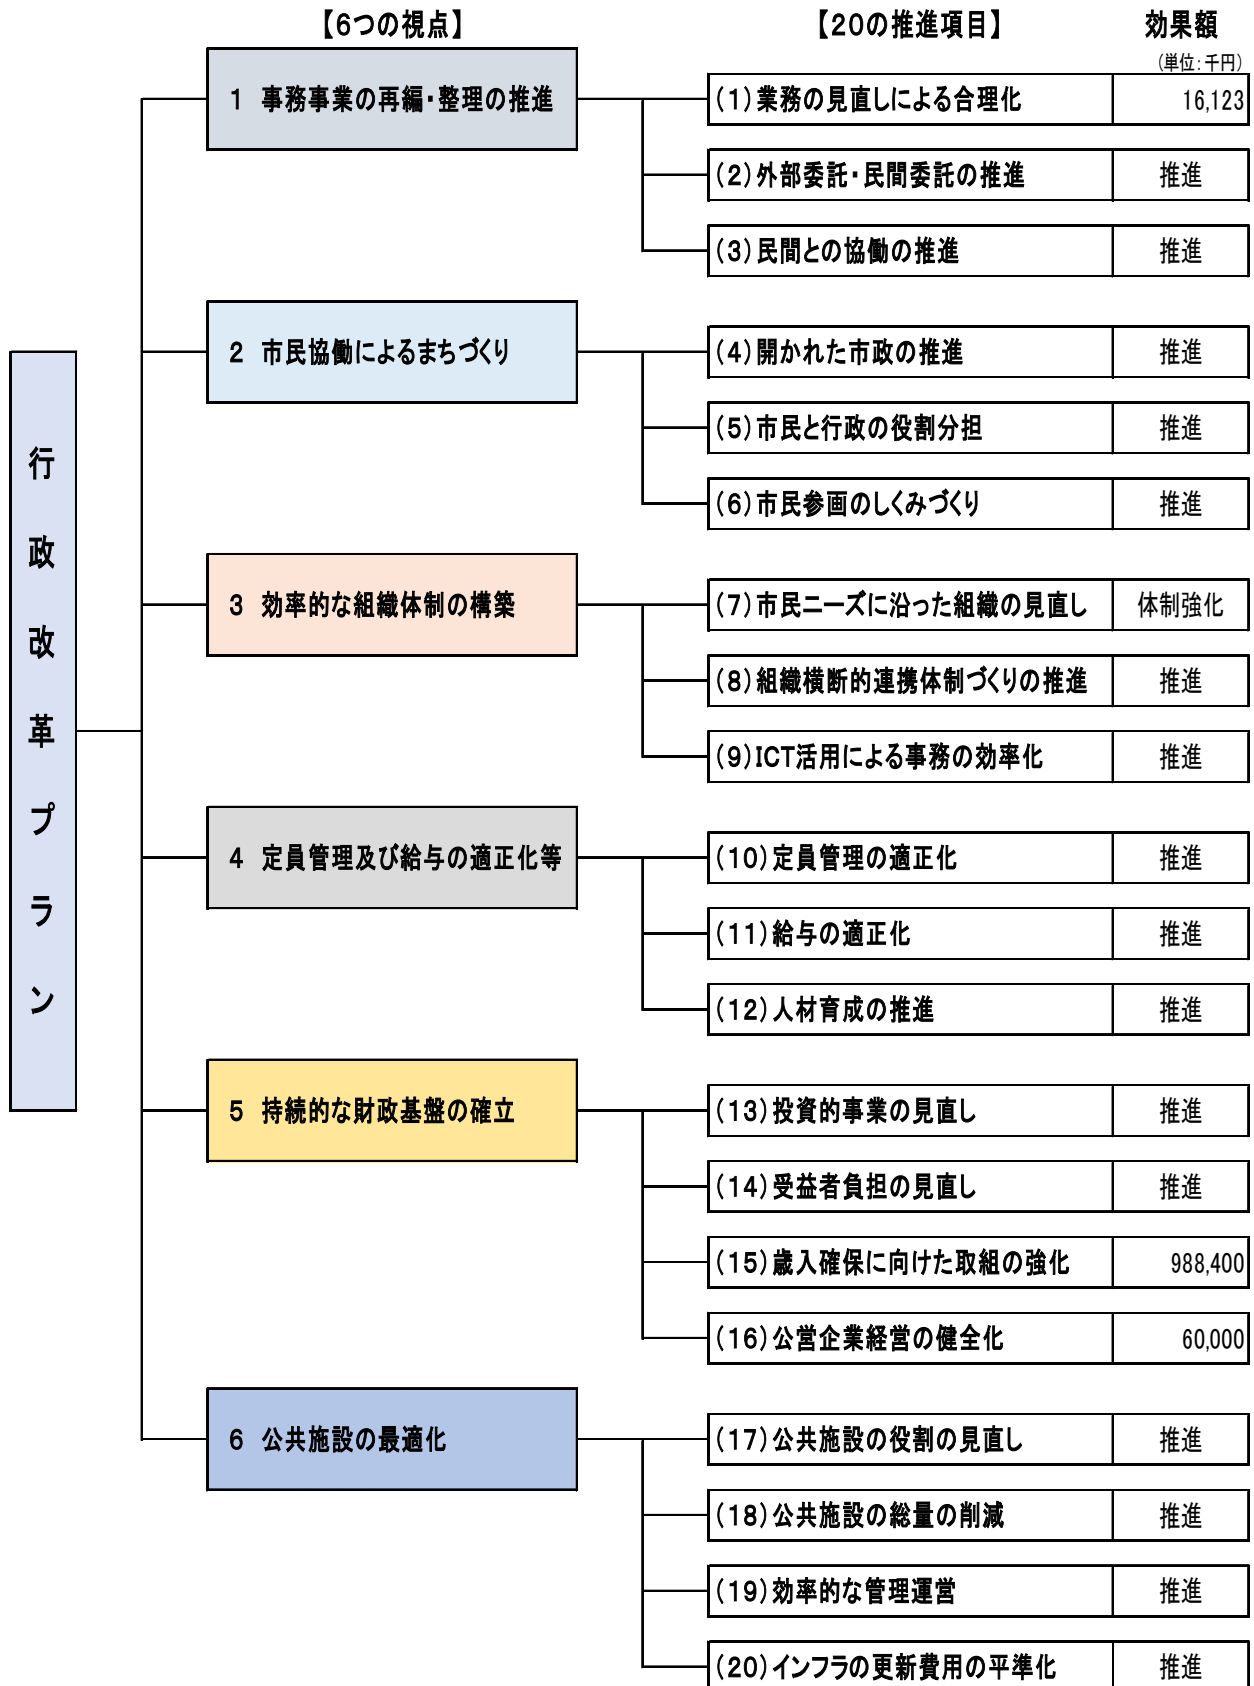 【6つの視点】
【20の推進項目】
効果額
(単位：千円)
行政改革プラン
1 事務事業の再編・整理の推進
(1)業務の見直しによる合理化
16,123
(2)外部委託・民間委託の推進
推進
(3)民間との協働の推進
推進
2 市民協働によるまちづくり
(4)開かれた市政の推進
推進
(5)市民と行政の役割分担
推進
(6)市民参画のしくみづくり
推進
3 効率的な組織体制の構築
(7)市民ニーズに沿った組織の見直し
体制強化
(8)組織横断的連携体制づくりの推進
推進
(9)ICT活用による事務の効率化
推進
4 定員管理及び給与の適正化等
(10)定員管理の適正化
推進
(11)給与の適正化
推進
(12)人材育成の推進
推進
5 持続的な財政基盤の確立
(13)投資的事業の見直し
推進
(14)受益者負担の見直し
推進
(15)歳入確保に向けた取組の強化
988,400
(16)公営企業経営の健全化
60,000
6 公共施設の最適化
(17)公共施設の役割の見直し
推進
(18)公共施設の総量の削減
推進
(19)効率的な管理運営
推進
(20)インフラの更新費用の平準化
推進